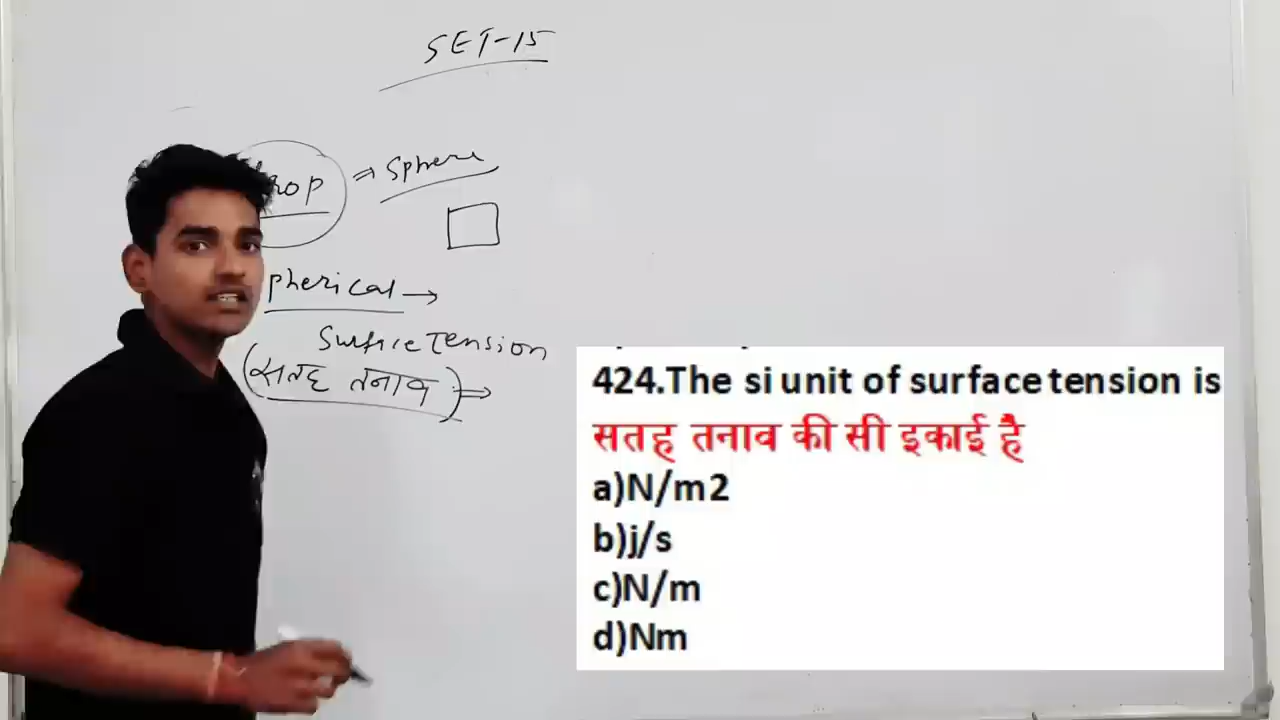 SET-15
rop ⇒ Sphere
pherical →
Surface Tension
(सतह तनाव) ⇒
424.The si unit of surface tension is
सतह तनाव की सी इकाई है
a)N/m2
b)j/s
c)N/m
d)Nm